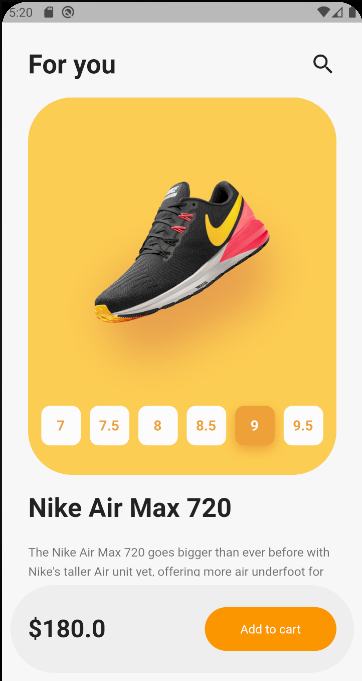 5:20
For you
7 7.5 8 8.5 9 9.5
Nike Air Max 720
The Nike Air Max 720 goes bigger than ever before with
Nike's taller Air unit yet, offering more air underfoot for
$180.0
Add to cart